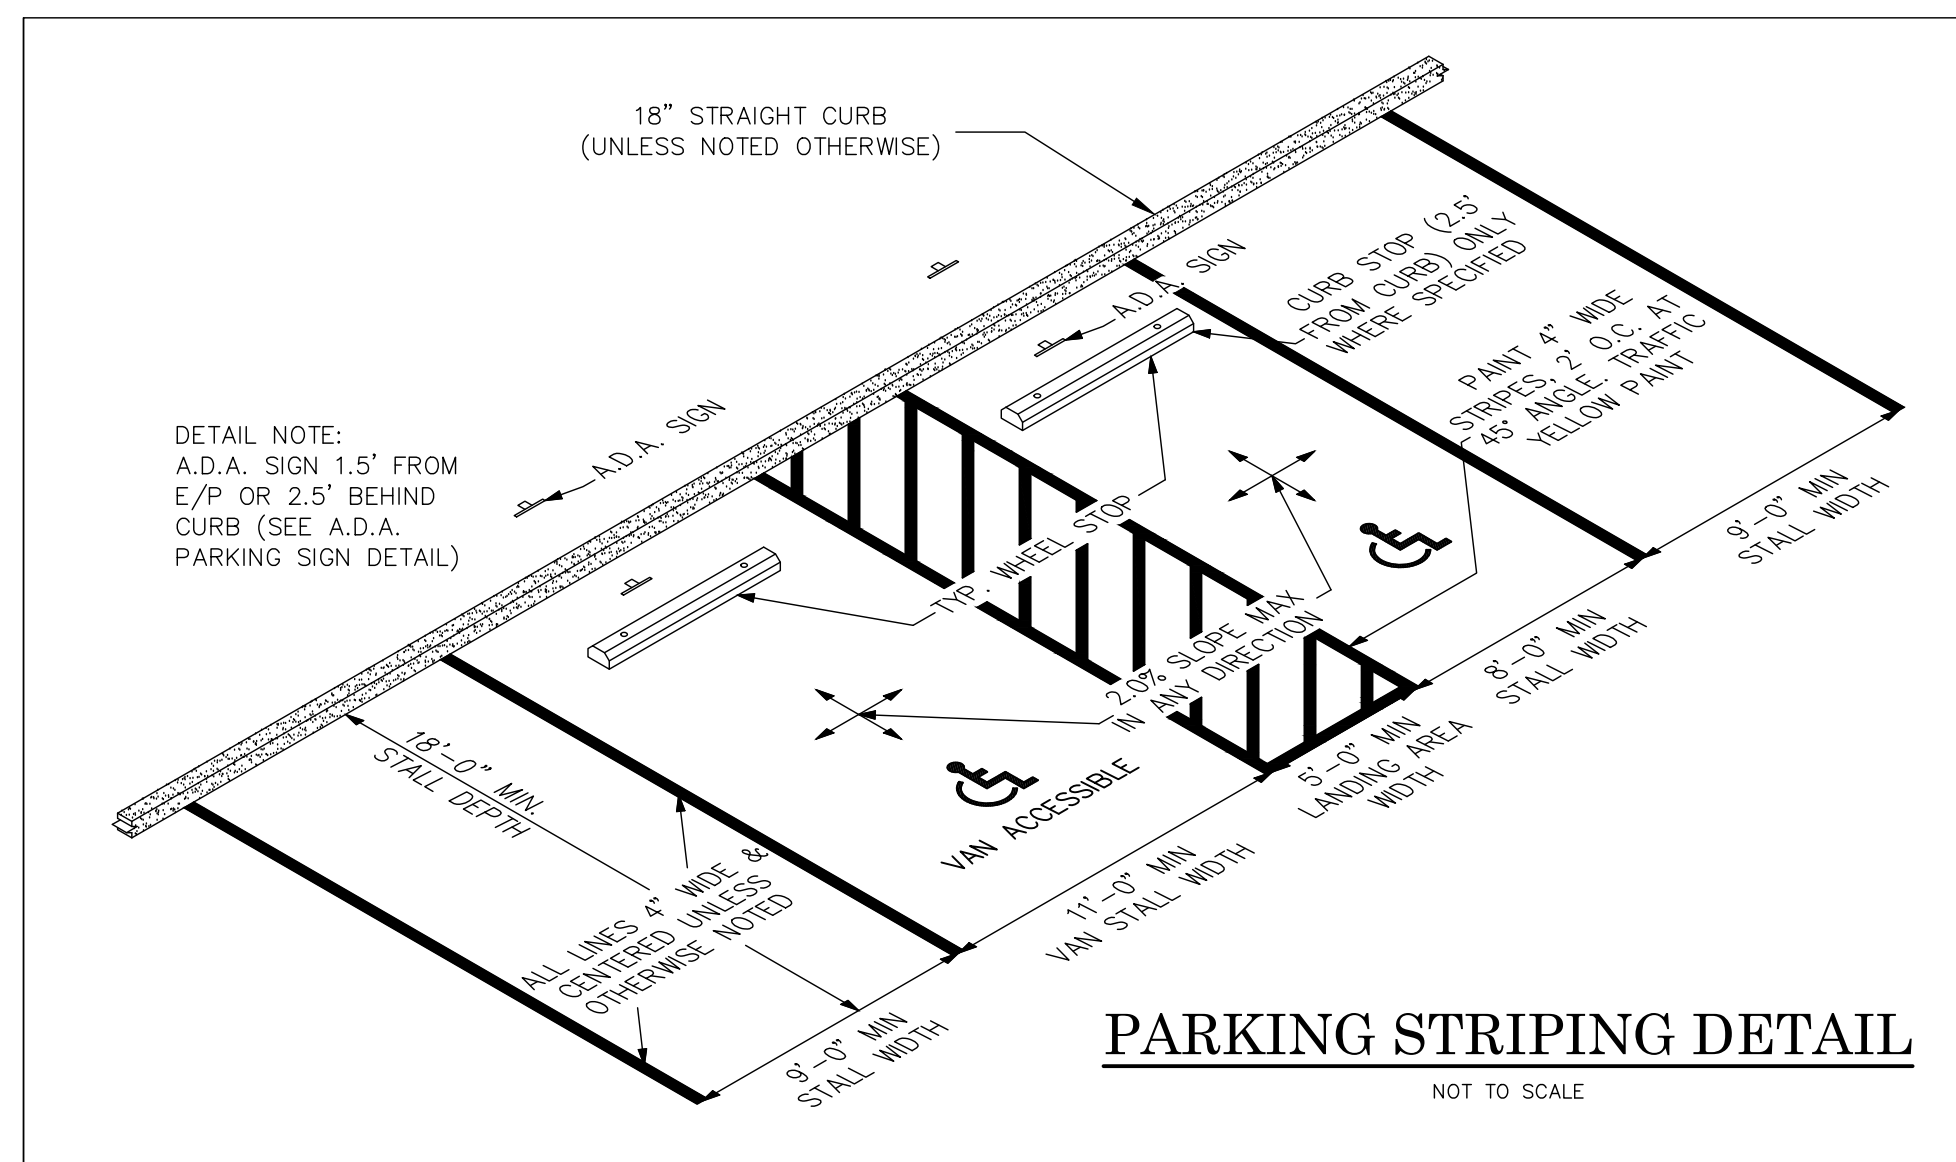 18" STRAIGHT CURB
(UNLESS NOTED OTHERWISE)
A.D.A. SIGN
CURB STOP (2.5'
FROM CURB) ONLY
WHERE SPECIFIED
PAINT 4" WIDE
STRIPES, 2' O.C. AT
45° ANGLE. TRAFFIC
YELLOW PAINT
A.D.A. SIGN
DETAIL NOTE:
A.D.A. SIGN 1.5' FROM
E/P OR 2.5' BEHIND
CURB (SEE A.D.A.
PARKING SIGN DETAIL)
TYP. WHEEL STOP
2.0% SLOPE MAX
IN ANY DIRECTION
9'-0" MIN
STALL WIDTH
8'-0" MIN
STALL WIDTH
5'-0" MIN
LANDING AREA
WIDTH
VAN ACCESSIBLE
11'-0" MIN
VAN STALL WIDTH
18'-0" MIN.
STALL DEPTH
ALL LINES 4" WIDE &
CENTERED UNLESS
OTHERWISE NOTED
9'-0" MIN
STALL WIDTH
PARKING STRIPING DETAIL
NOT TO SCALE